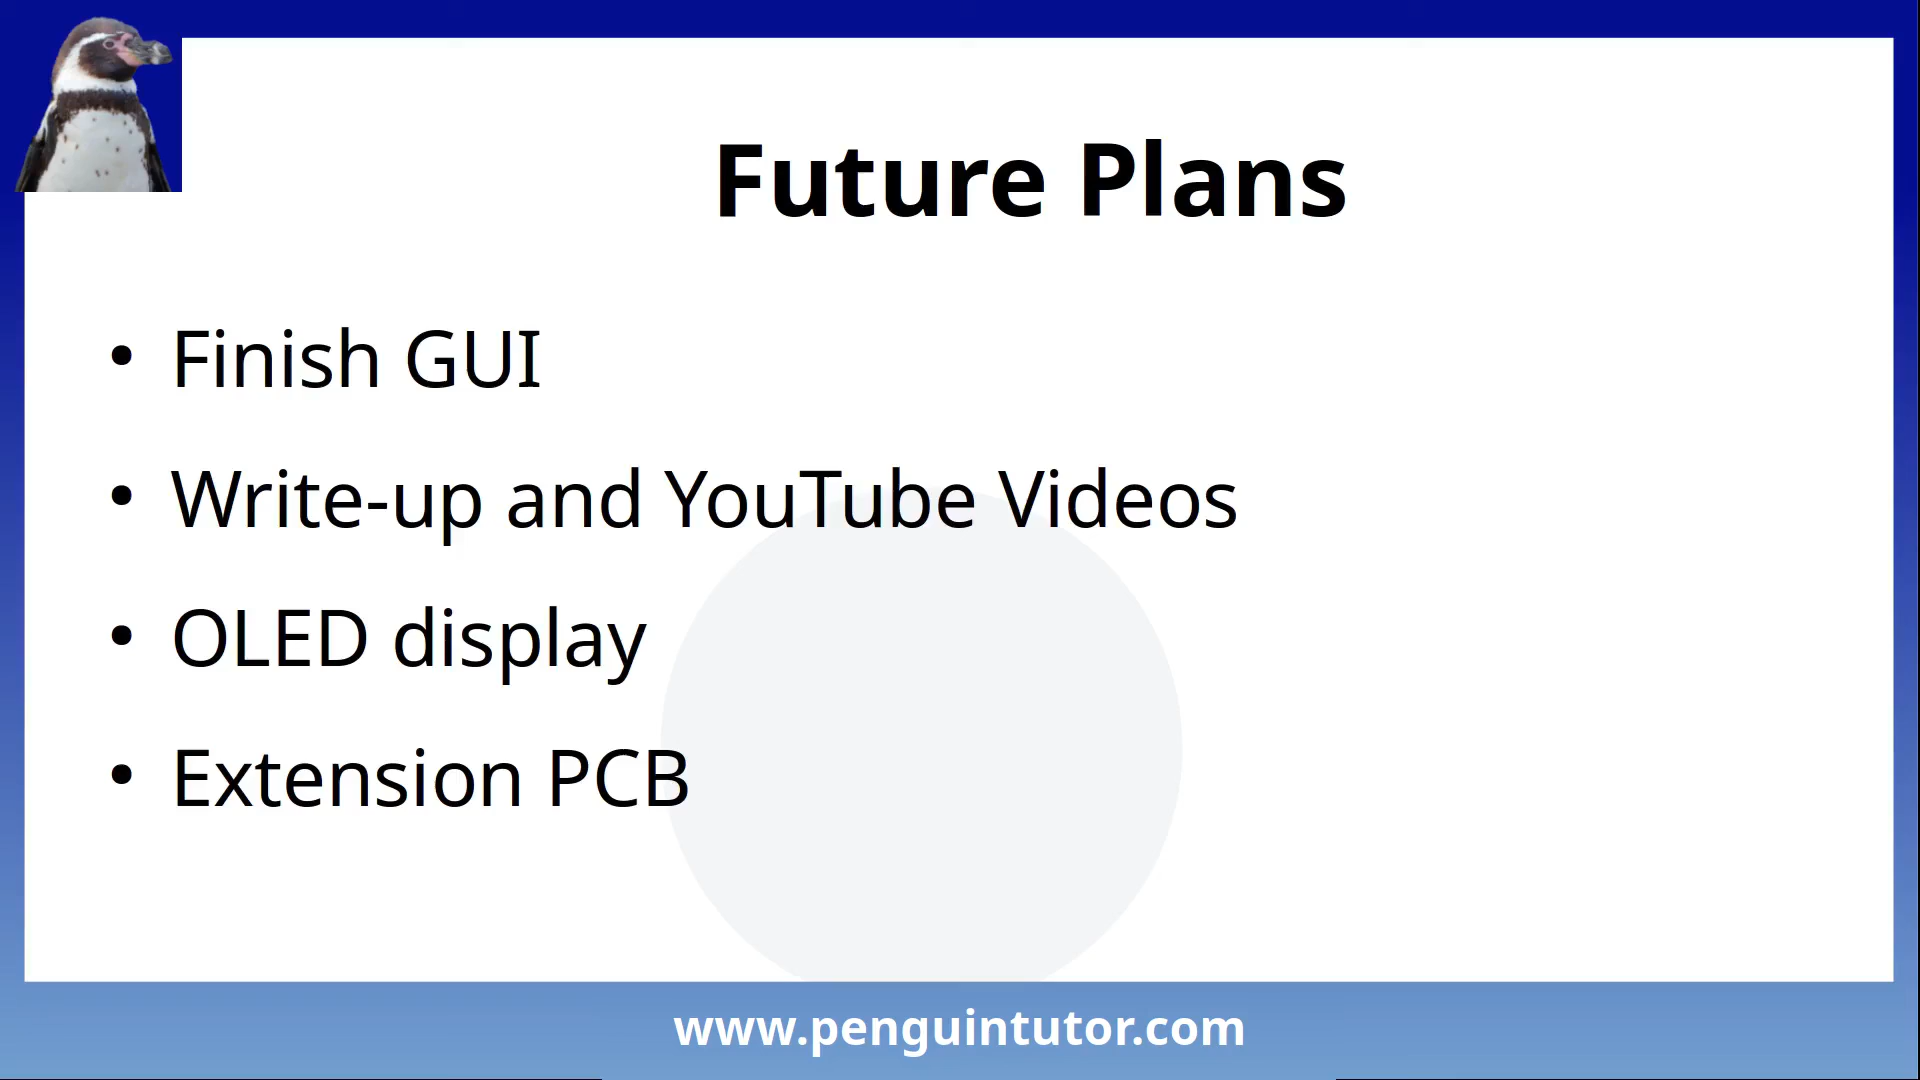 Future Plans
• Finish GUI
• Write-up and YouTube Videos
• OLED display
• Extension PCB
www.penguintutor.com